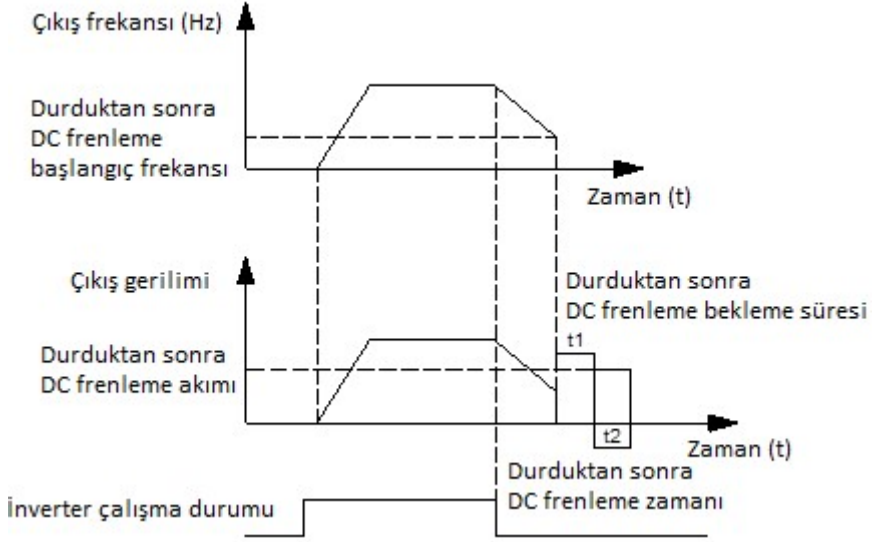 Çıkış frekansı (Hz)
Durduktan sonra
DC frenleme
başlangıç frekansı
Zaman (t)
Çıkış gerilimi
Durduktan sonra
DC frenleme bekleme süresi
t1
Durduktan sonra
DC frenleme akımı
t2
Zaman (t)
Durduktan sonra
DC frenleme zamanı
İnverter çalışma durumu